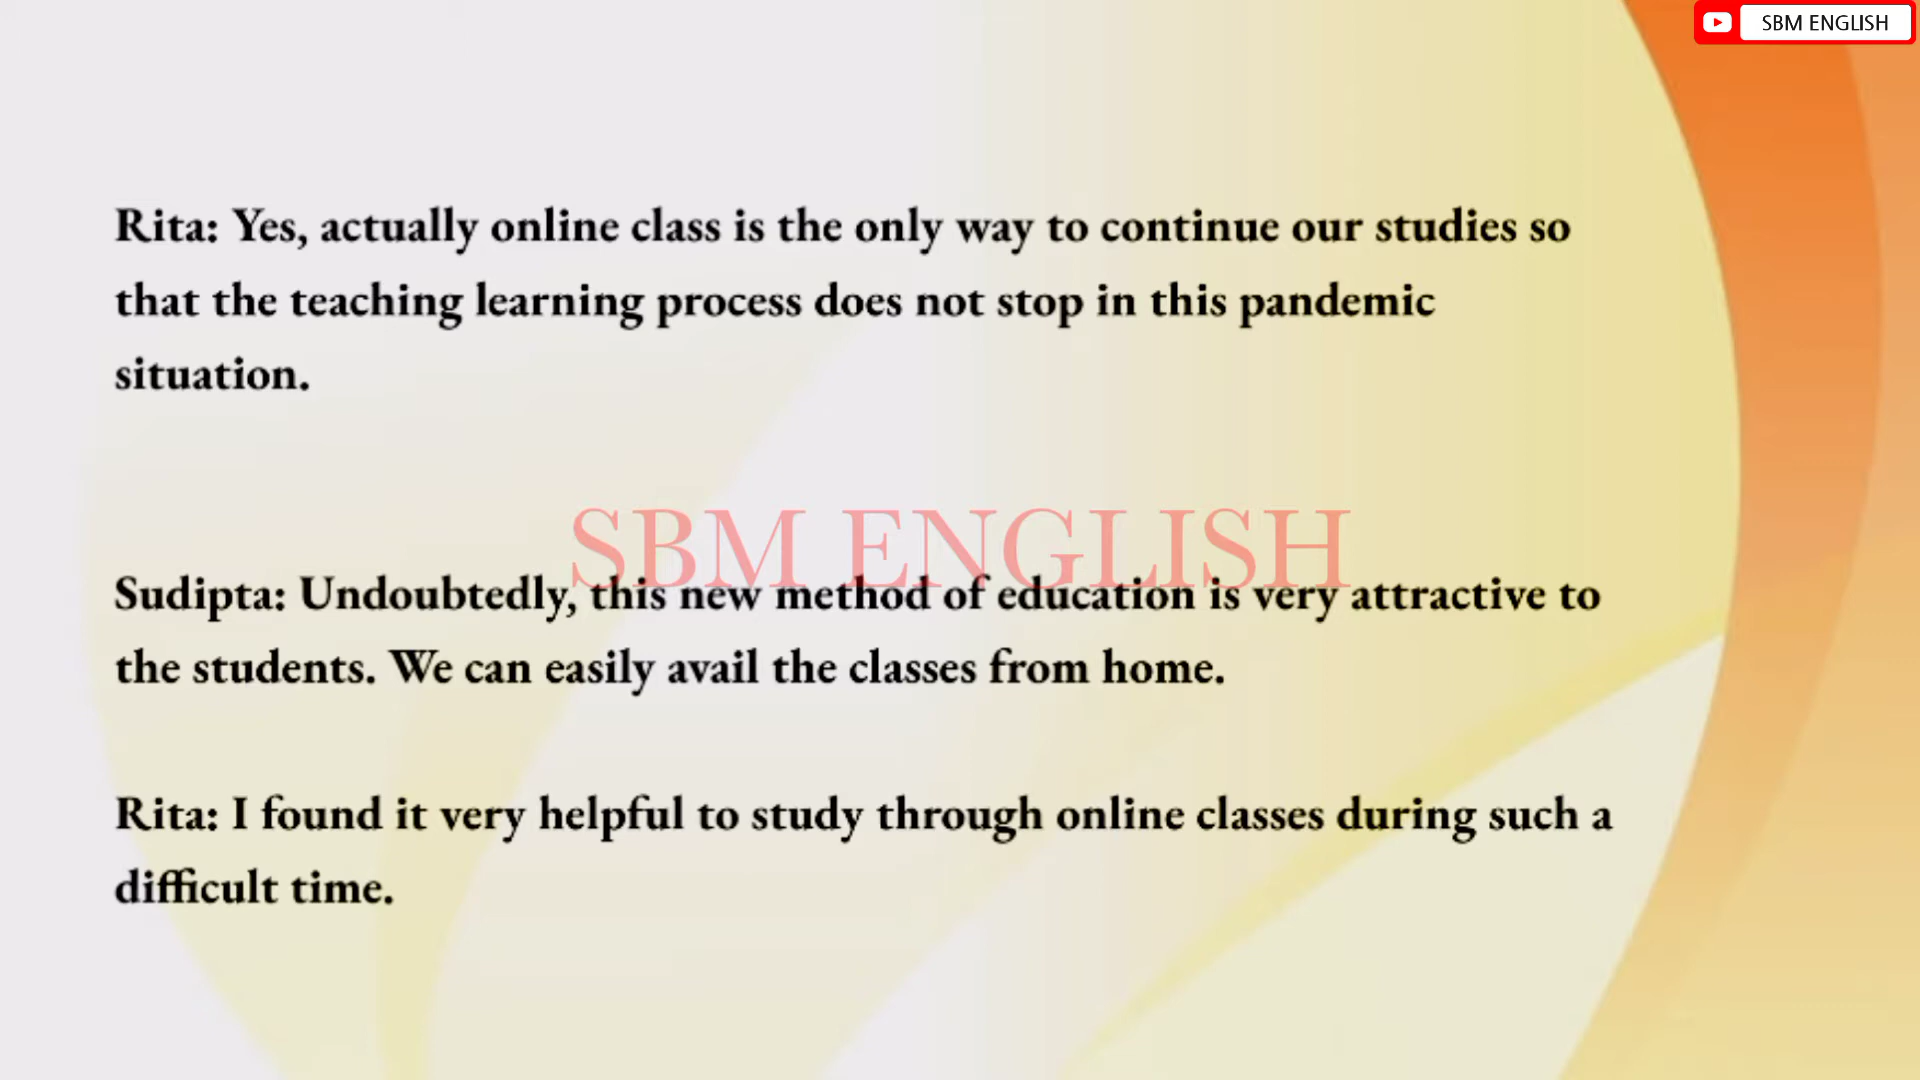 SBM ENGLISH
Rita: Yes, actually online class is the only way to continue our studies so
that the teaching learning process does not stop in this pandemic
situation.
SBM ENGLISH
Sudipta: Undoubtedly, this new method of education is very attractive to
the students. We can easily avail the classes from home.
Rita: I found it very helpful to study through online classes during such a
difficult time.